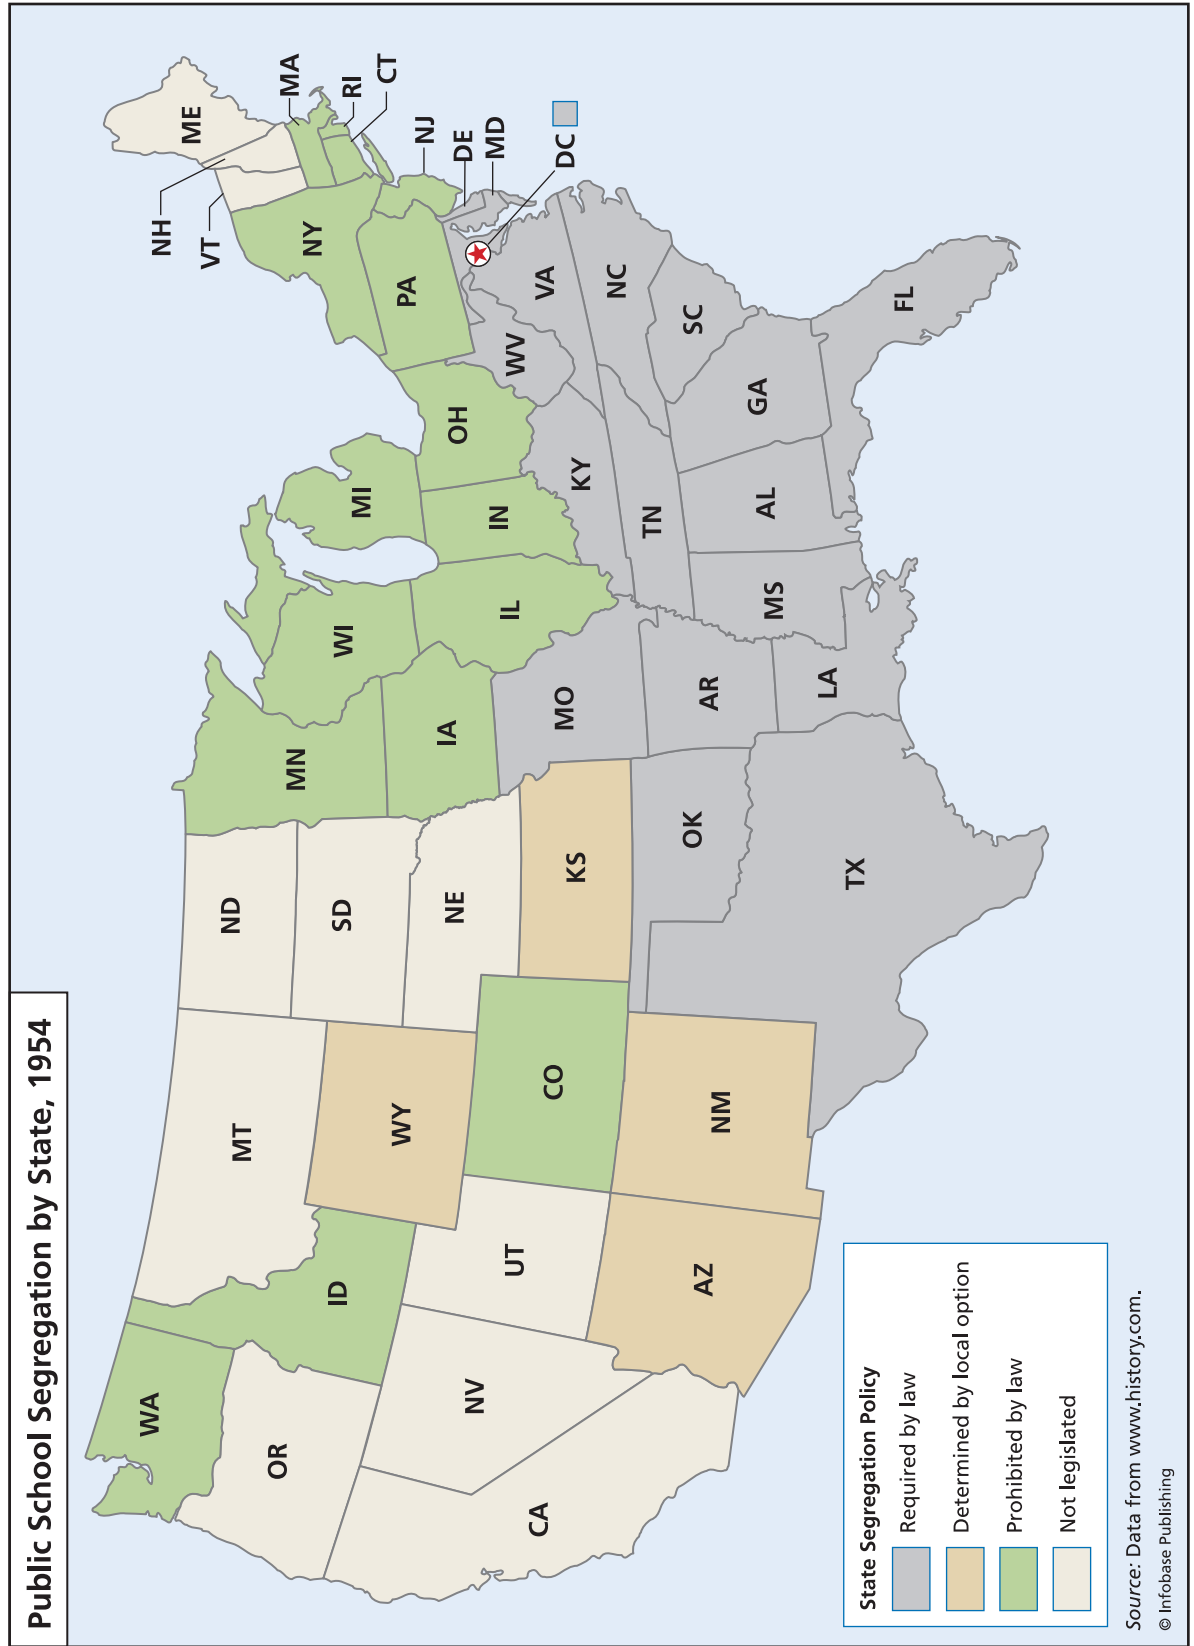 Public School Segregation by State, 1954
WA
OR
CA
NV
ID
MT
WY
UT
AZ
CO
NM
ND
SD
NE
KS
OK
TX
MN
IA
MO
AR
LA
WI
IL
MI
IN
OH
KY
TN
MS
AL
GA
FL
SC
NC
VA
WV
PA
NY
VT
NH
ME
MA
RI
CT
NJ
DE
MD
DC
State Segregation Policy
Required by law
Determined by local option
Prohibited by law
Not legislated
Source: Data from www.history.com.
© Infobase Publishing